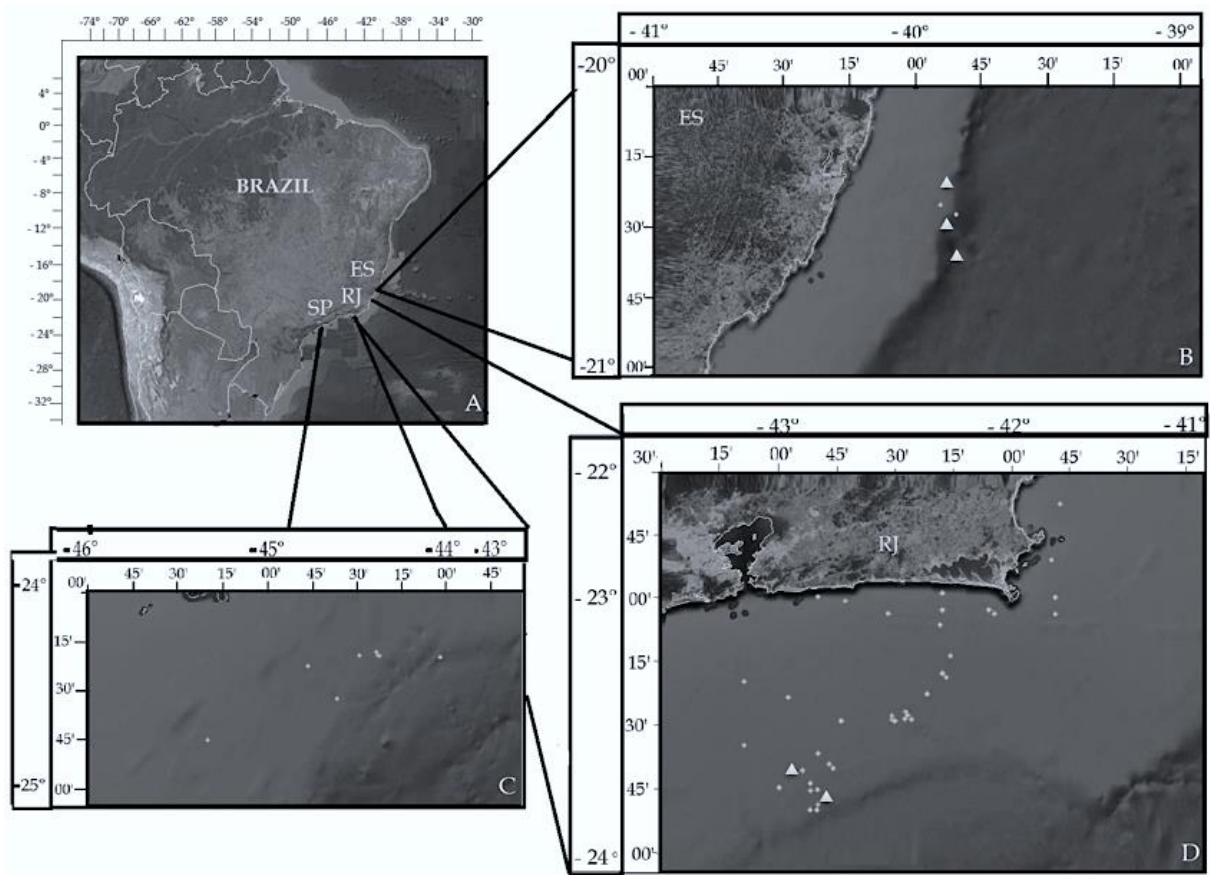 -74° -70° -66° -62° -58° -54° -50° -46° -42° -38° -34° -30°
4°
0°
-4°
-8°
-12°
-16°
-20°
-24°
-28°
-32°
BRAZIL
ES
RJ
SP
A
- 41° - 40° - 39°
-20°
-21°
45' 30' 15' 00' 45' 30' 15' 00'
00'
15'
30'
45'
00'
ES
B
46° 45° 44° 43°
24°
25°
45' 30' 15' 00' 45' 30' 15' 00' 45'
00'
15'
30'
45'
00'
C
- 43° - 42° - 41°
- 22°
- 23°
- 24°
30' 15' 00' 45' 30' 15' 00' 45' 30' 15'
45'
00'
15'
30'
45'
00'
RJ
D